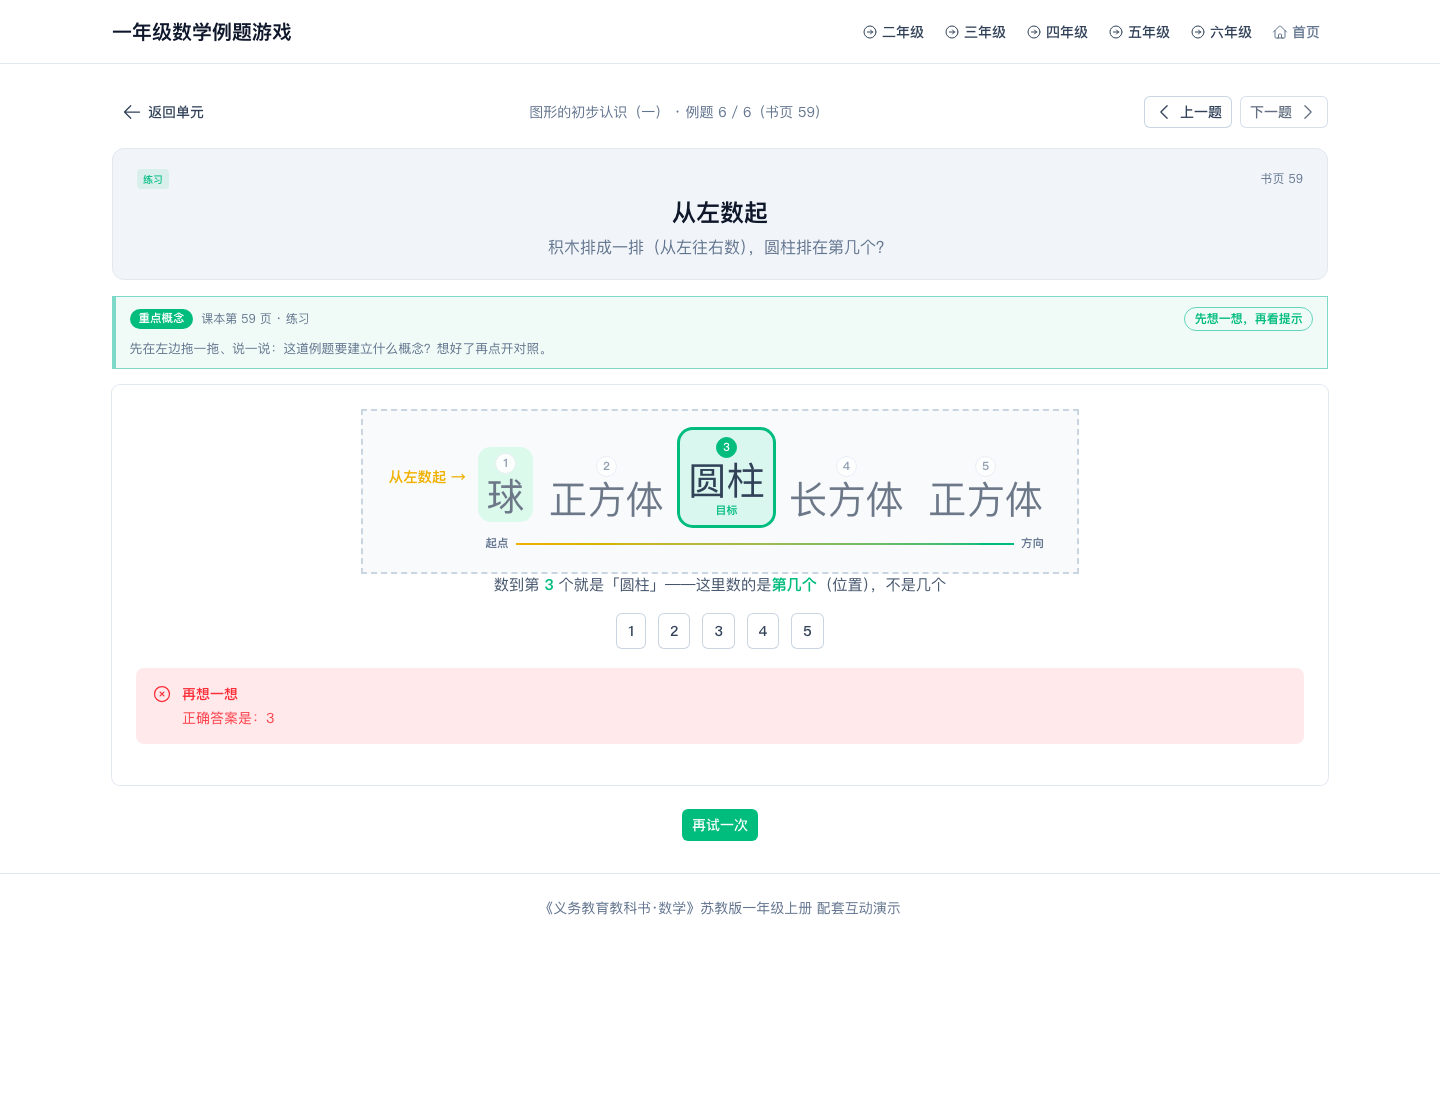 一年级数学例题游戏
二年级 三年级 四年级 五年级 六年级 首页
返回单元
图形的初步认识（一） · 例题 6 / 6（书页 59）
上一题 下一题
练习
书页 59
从左数起
积木排成一排（从左往右数），圆柱排在第几个？
重点概念 课本第 59 页 · 练习
先想一想，再看提示
先在左边拖一拖、说一说：这道例题要建立什么概念？想好了再点开对照。
从左数起 →
1 球
2 正方体
3 圆柱 目标
4 长方体
5 正方体
起点 方向
数到第 3 个就是「圆柱」——这里数的是第几个（位置），不是几个
1 2 3 4 5
再想一想
正确答案是：3
再试一次
《义务教育教科书·数学》苏教版一年级上册 配套互动演示